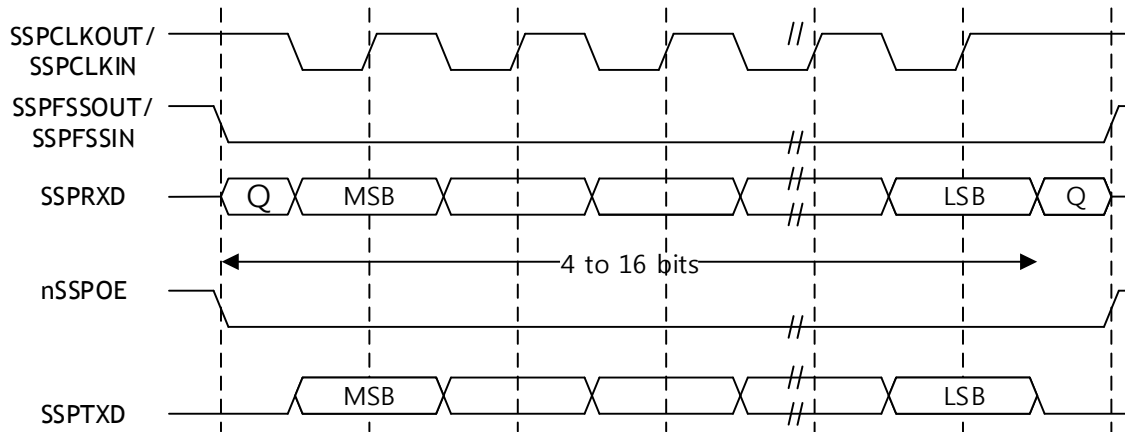 SSPCLKOUT/
SSPCLKIN
SSPFSSOUT/
SSPFSSIN
SSPRXD
Q
MSB
LSB
Q
4 to 16 bits
nSSPOE
SSPTXD
MSB
LSB